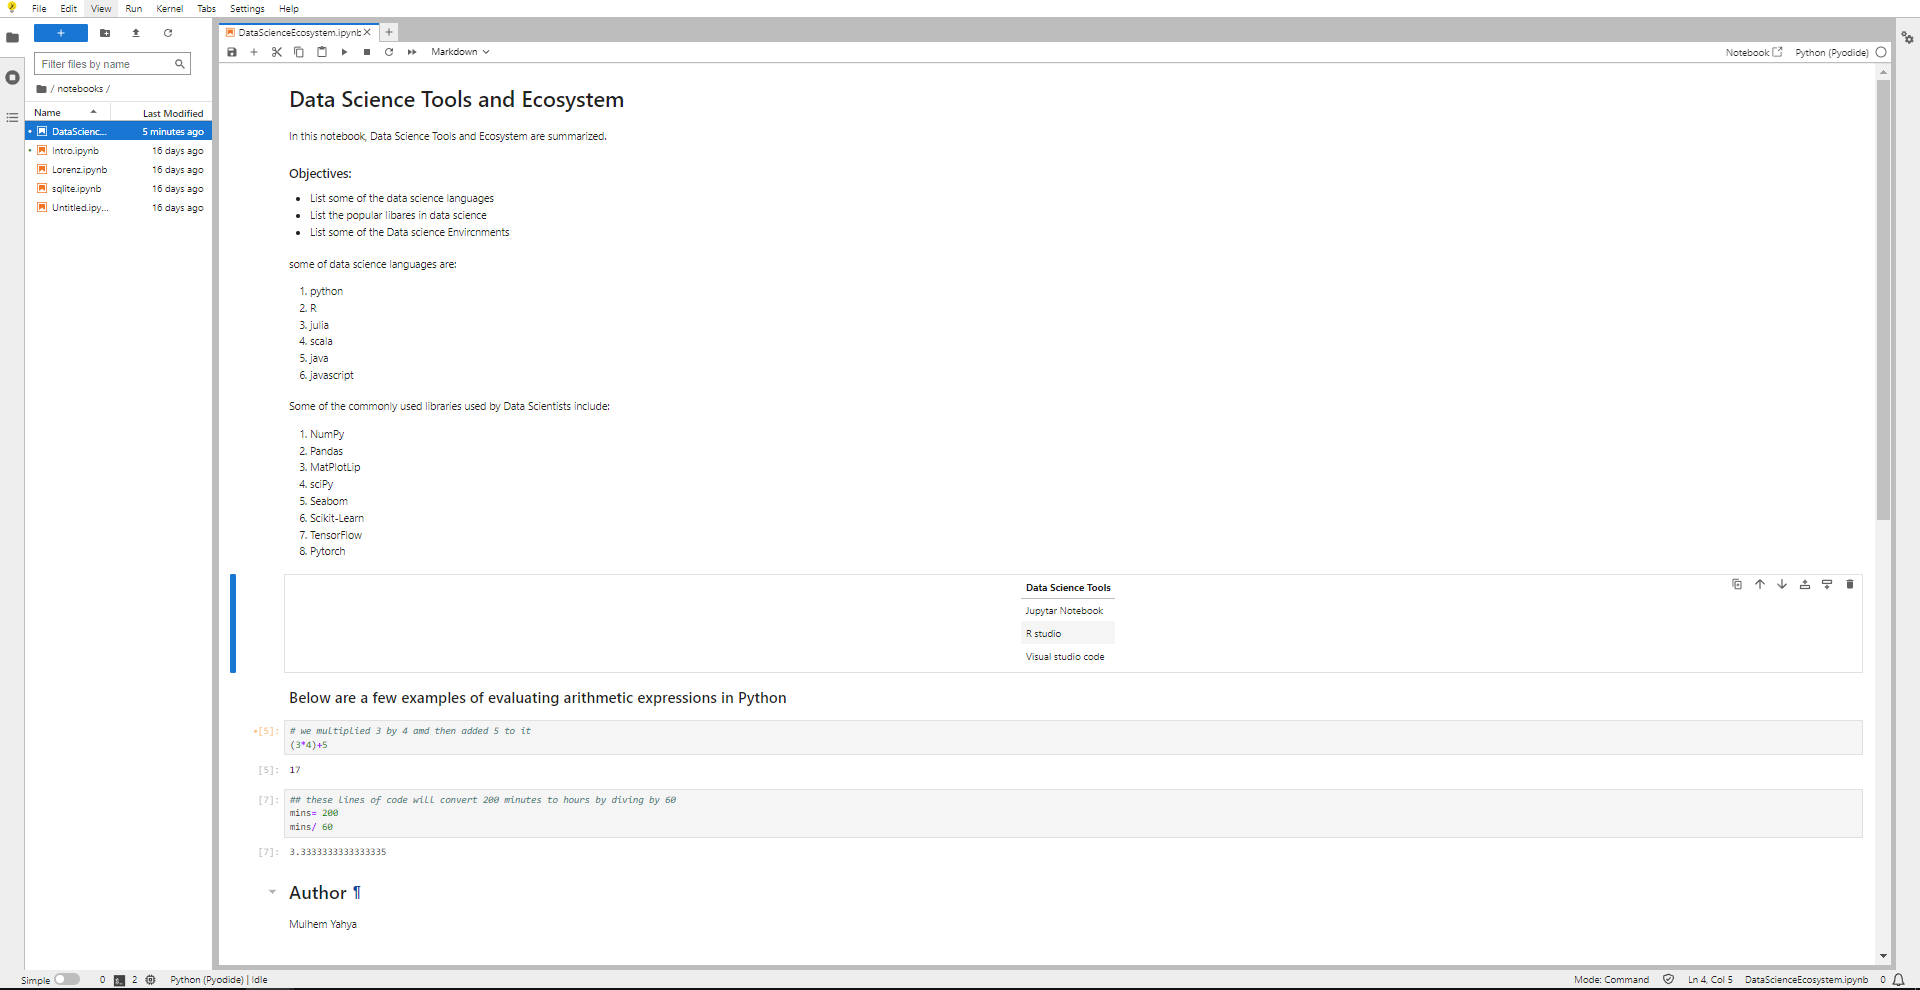 File Edit View Run Kernel Tabs Settings Help
DataScienceEcosystem.ipynb
Markdown
Notebook Python (Pyodide)
Filter files by name
/ notebooks /
Name Last Modified
DataScienc... 5 minutes ago
Intro.ipynb 16 days ago
Lorenz.ipynb 16 days ago
sqlite.ipynb 16 days ago
Untitled.ipy... 16 days ago
Data Science Tools and Ecosystem
In this notebook, Data Science Tools and Ecosystem are summarized.
Objectives:
• List some of the data science languages
• List the popular libares in data science
• List some of the Data science Envircnments
some of data science languages are:
1. python
2. R
3. julia
4. scala
5. java
6. javascript
Some of the commonly used libraries used by Data Scientists include:
1. NumPy
2. Pandas
3. MatPlotLip
4. sciPy
5. Seabom
6. Scikit-Learn
7. TensorFlow
8. Pytorch
Data Science Tools
Jupytar Notebook
R studio
Visual studio code
Below are a few examples of evaluating arithmetic expressions in Python
•[5]: # we multiplied 3 by 4 amd then added 5 to it
(3*4)+5
[5]: 17
[7]: ## these lines of code will convert 200 minutes to hours by diving by 60
mins= 200
mins/ 60
[7]: 3.3333333333333335
Author ¶
Mulhem Yahya
Simple 0 2 Python (Pyodide) | Idle
Mode: Command Ln 4, Col 5 DataScienceEcosystem.ipynb 0